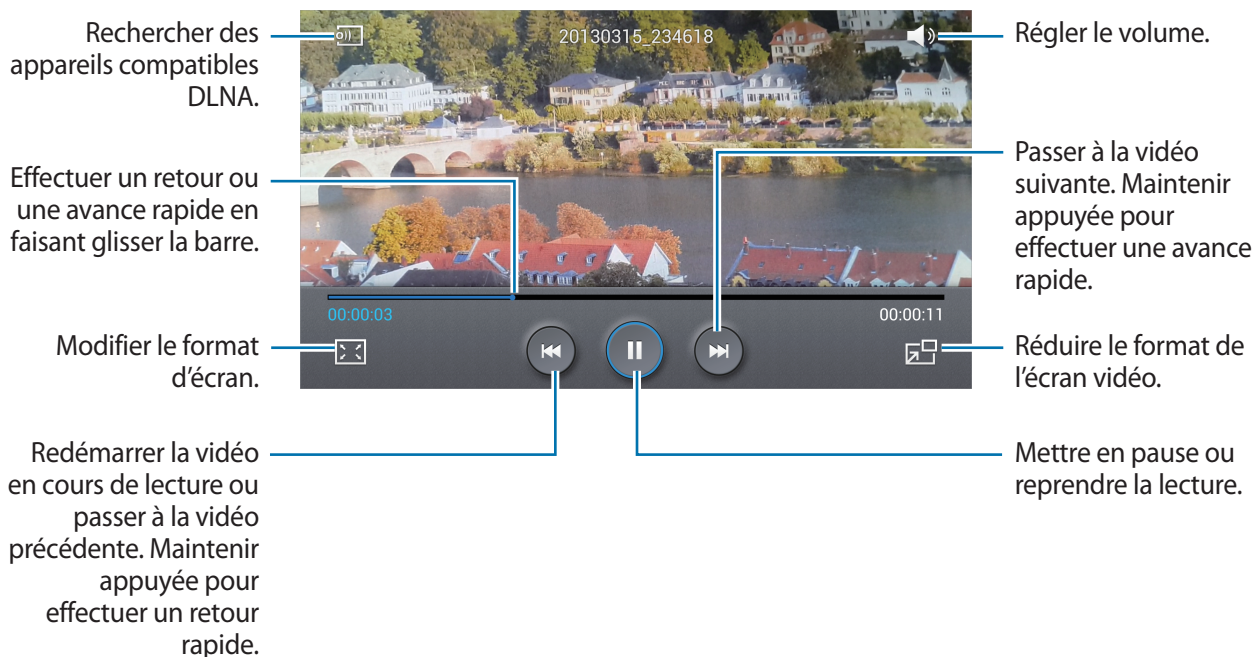 Rechercher des
appareils compatibles
DLNA.
20130315_234618
Régler le volume.
Effectuer un retour ou
une avance rapide en
faisant glisser la barre.
Passer à la vidéo
suivante. Maintenir
appuyée pour
effectuer une avance
rapide.
00:00:03
00:00:11
Modifier le format
d'écran.
Réduire le format de
l'écran vidéo.
Redémarrer la vidéo
en cours de lecture ou
passer à la vidéo
précédente. Maintenir
appuyée pour
effectuer un retour
rapide.
Mettre en pause ou
reprendre la lecture.